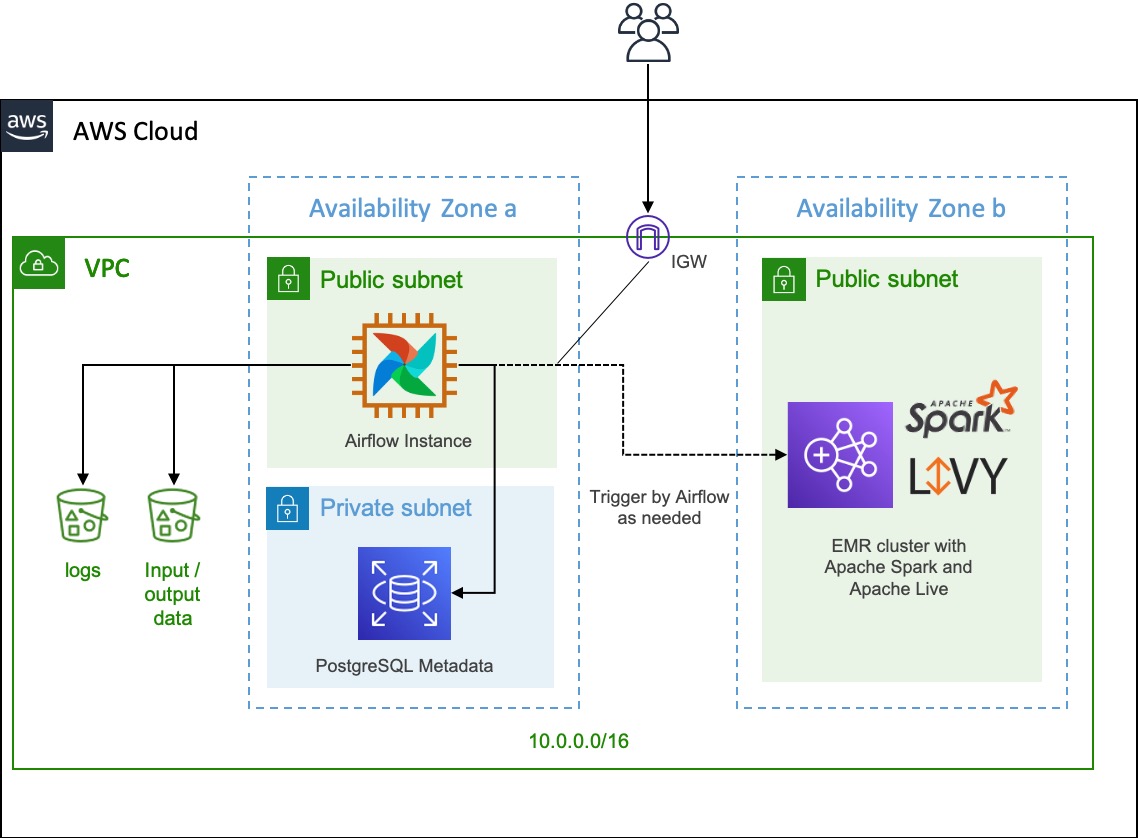 aws
AWS Cloud
Availability Zone a
Availability Zone b
IGW
VPC
Public subnet
Public subnet
Airflow Instance
APACHE
Spark
LIVY
Private subnet
Trigger by Airflow
as needed
logs
Input /
output
data
EMR cluster with
Apache Spark and
Apache Live
PostgreSQL Metadata
10.0.0.0/16